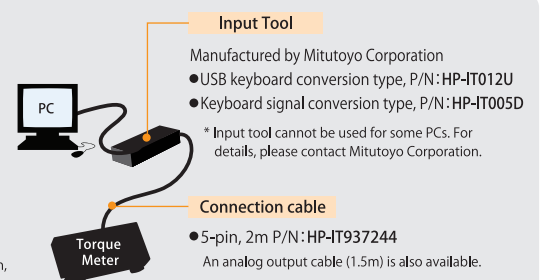 Input Tool
Manufactured by Mitutoyo Corporation
●USB keyboard conversion type, P/N:HP-IT012U
●Keyboard signal conversion type, P/N:HP-IT005D
* Input tool cannot be used for some PCs. For
details, please contact Mitutoyo Corporation.
PC
Connection cable
●5-pin, 2m P/N:HP-IT937244
An analog output cable (1.5m) is also available.
Torque
Meter